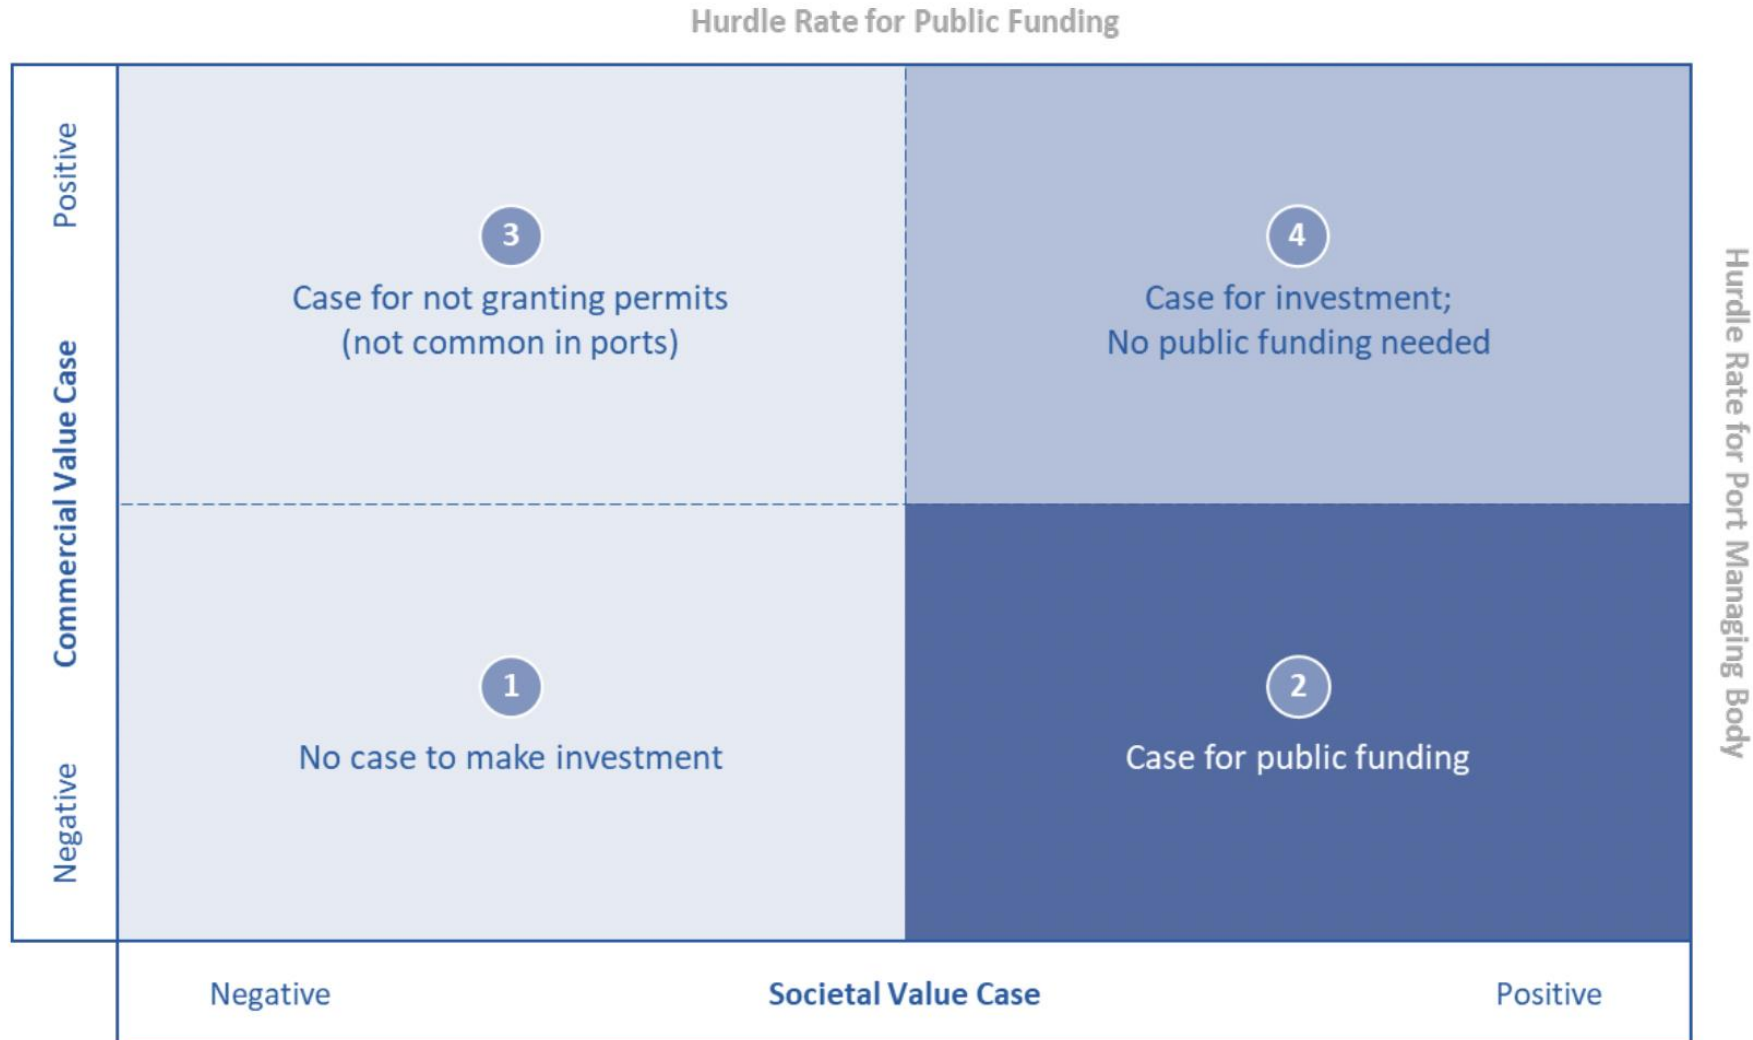 Hurdle Rate for Public Funding
Positive
Commercial Value Case
Negative
3
Case for not granting permits
(not common in ports)
4
Case for investment;
No public funding needed
1
No case to make investment
2
Case for public funding
Hurdle Rate for Port Managing Body
Negative
Societal Value Case
Positive